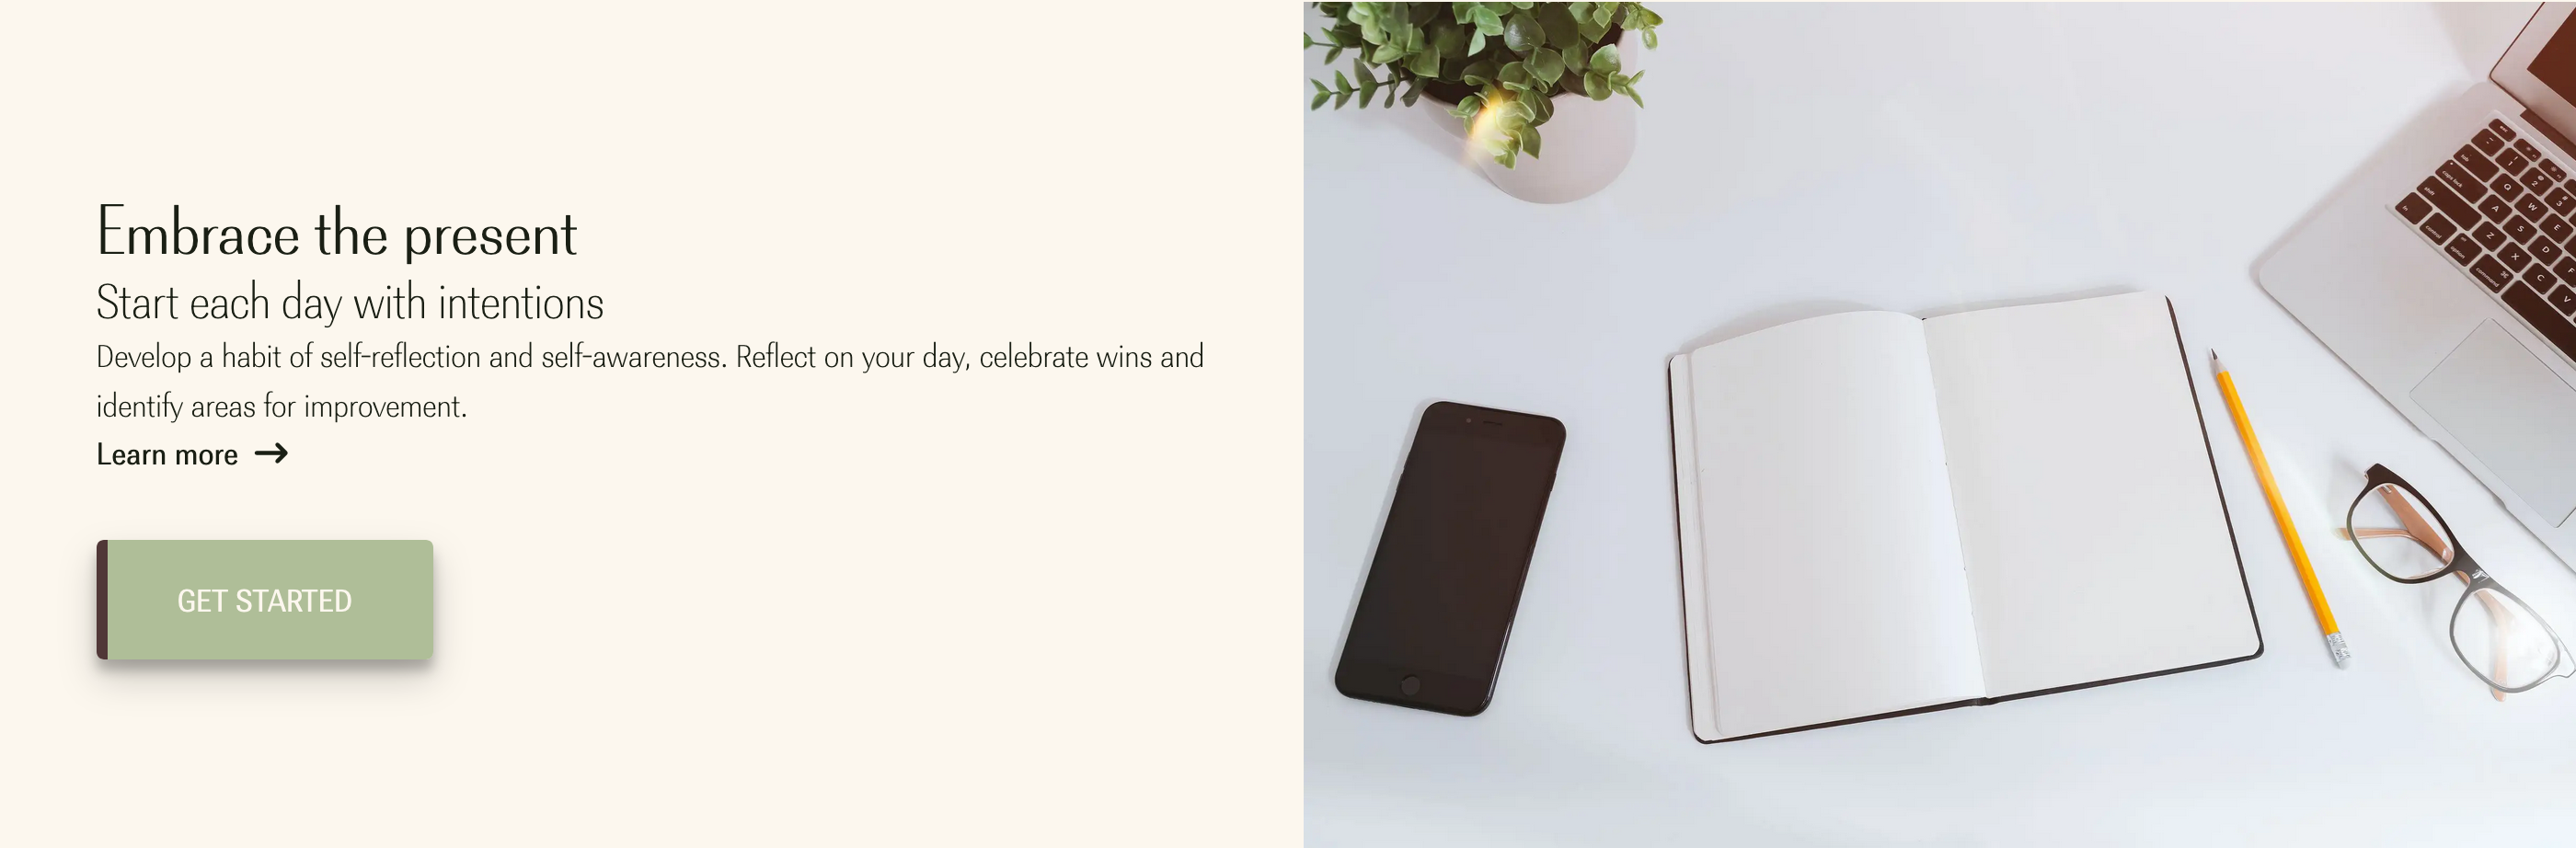 Embrace the present
Start each day with intentions
Develop a habit of self-reflection and self-awareness. Reflect on your day, celebrate wins and
identify areas for improvement.
Learn more →
GET STARTED